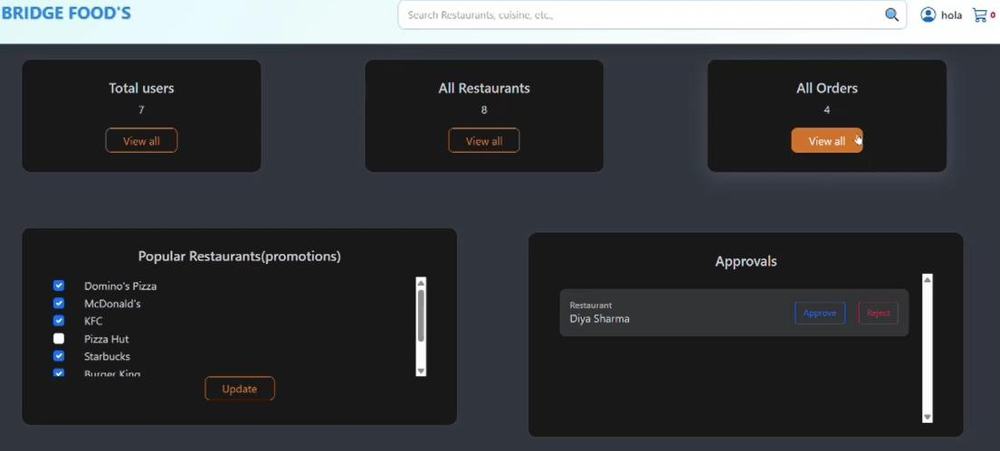 BRIDGE FOOD'S
Search Restaurants, cuisine, etc.,
hola
0
Total users
7
View all
All Restaurants
8
View all
All Orders
4
View all
Popular Restaurants(promotions)
Domino's Pizza
McDonald's
KFC
Pizza Hut
Starbucks
Burger King
Update
Approvals
Restaurant
Diya Sharma
Approve
Reject